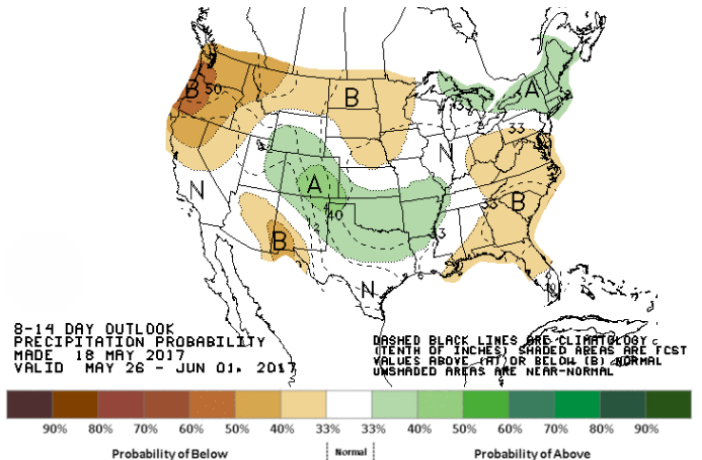 B 50
B
A
33
33
N
A
40
N
B
33
33
B
B
N
N
8-14 DAY OUTLOOK
PRECIPITATION PROBABILITY
MADE 18 MAY 2017
VALID MAY 26 - JUN 01, 2017
DASHED BLACK LINES ARE CLIMATOLOGY
(TENTH OF INCHES) SHADED AREAS ARE FCST
VALUES ABOVE (A) OR BELOW (B) NORMAL
UNSHADED AREAS ARE NEAR-NORMAL
90% 80% 70% 60% 50% 40% 33% 33% 40% 50% 60% 70% 80% 90%
Probability of Below Normal Probability of Above